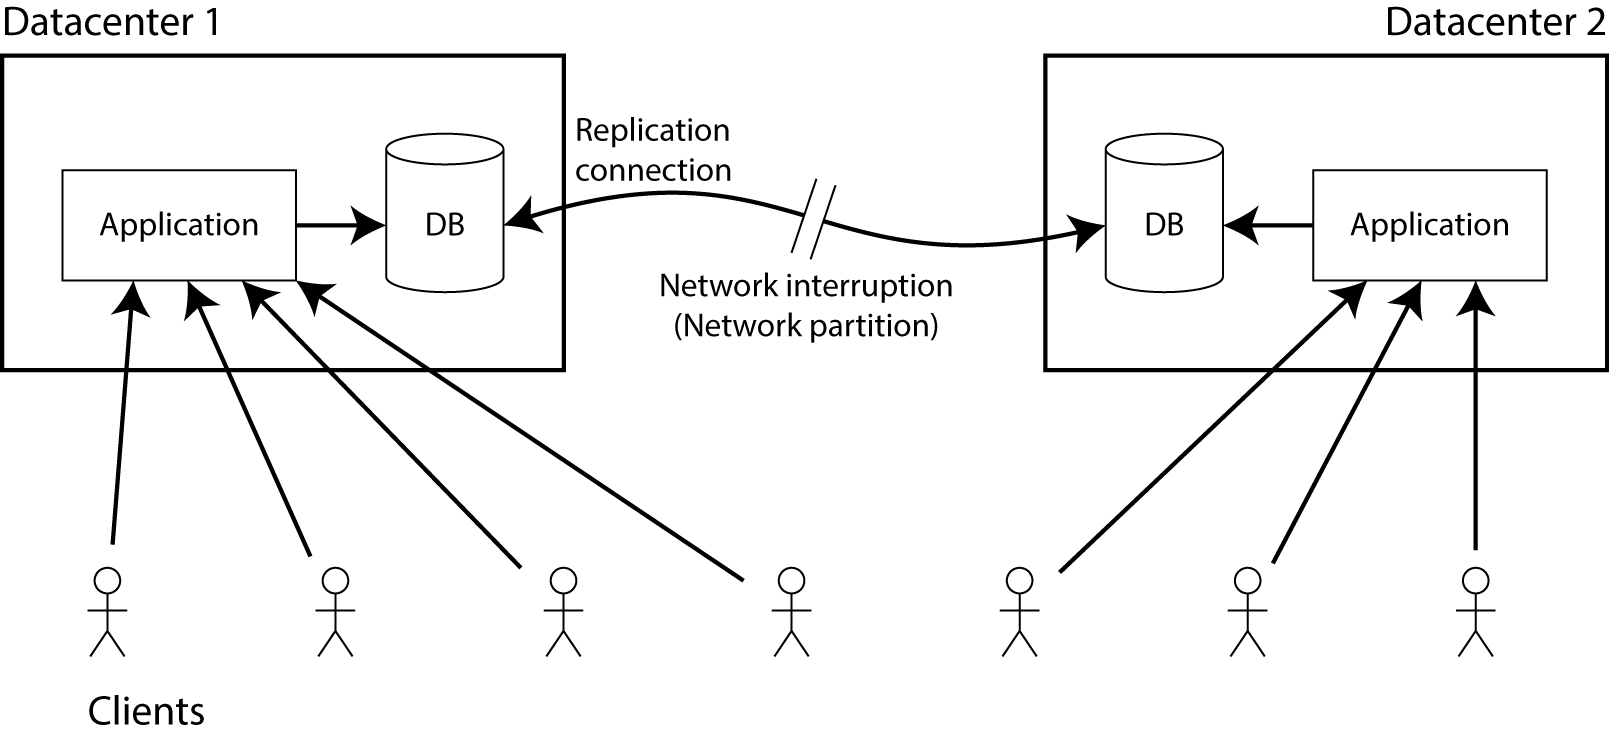 Datacenter 1
Datacenter 2
Replication
connection
Application
DB
DB
Application
Network interruption
(Network partition)
Clients